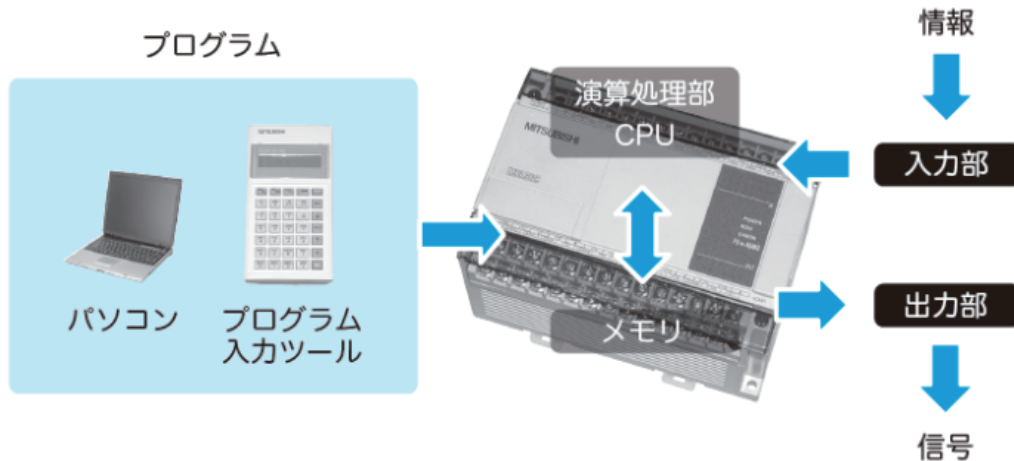 プログラム
パソコン
プログラム
入力ツール
MITSUBISHI
演算処理部
CPU
メモリ
情報
入力部
出力部
信号